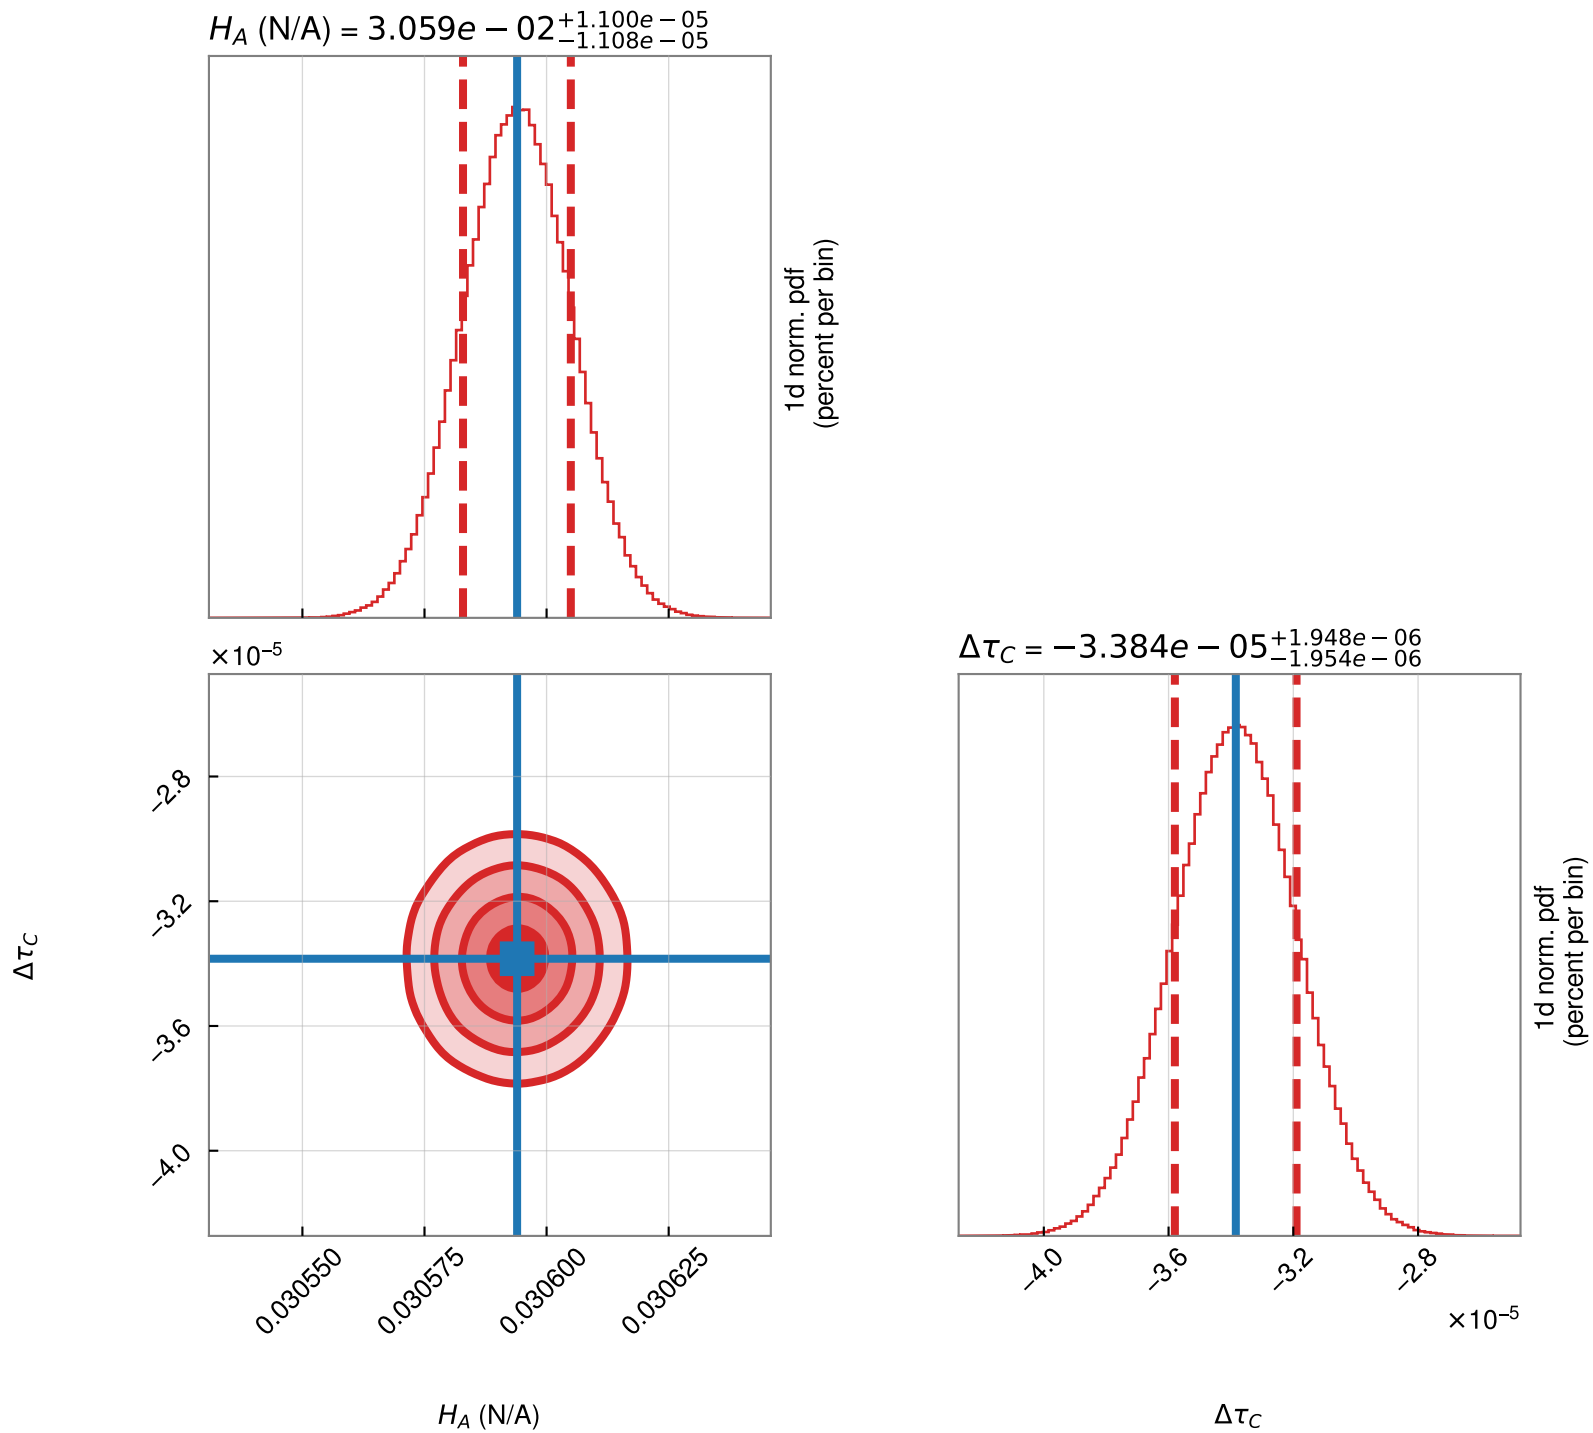 H_A (N/A) = 3.059e − 02^{+1.100e − 05}_{−1.108e − 05}
1d norm. pdf
(percent per bin)
×10⁻⁵
Δτ_C = −3.384e − 05^{+1.948e − 06}_{−1.954e − 06}
−2.8
−3.2
−3.6
−4.0
Δτ_C
1d norm. pdf
(percent per bin)
0.030550
0.030575
0.030600
0.030625
−4.0
−3.6
−3.2
−2.8
×10⁻⁵
H_A (N/A)
Δτ_C